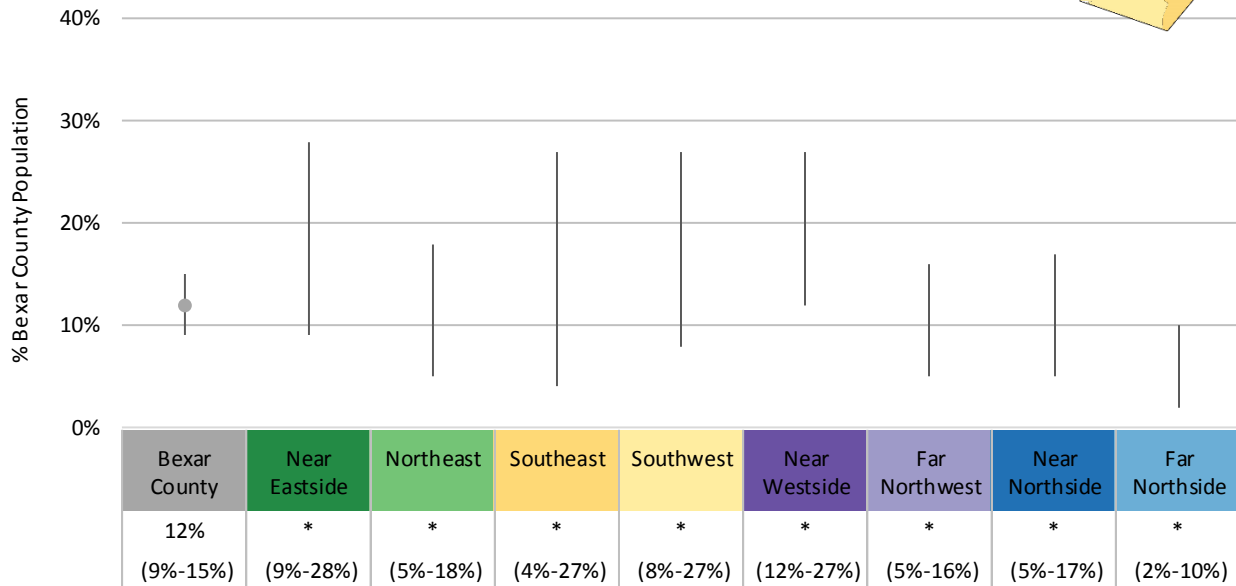 40%
30%
20%
10%
0%
% Bexar County Population
Bexar County
Near Eastside
Northeast
Southeast
Southwest
Near Westside
Far Northwest
Near Northside
Far Northside
12% * * * * * * * *
(9%-15%) (9%-28%) (5%-18%) (4%-27%) (8%-27%) (12%-27%) (5%-16%) (5%-17%) (2%-10%)